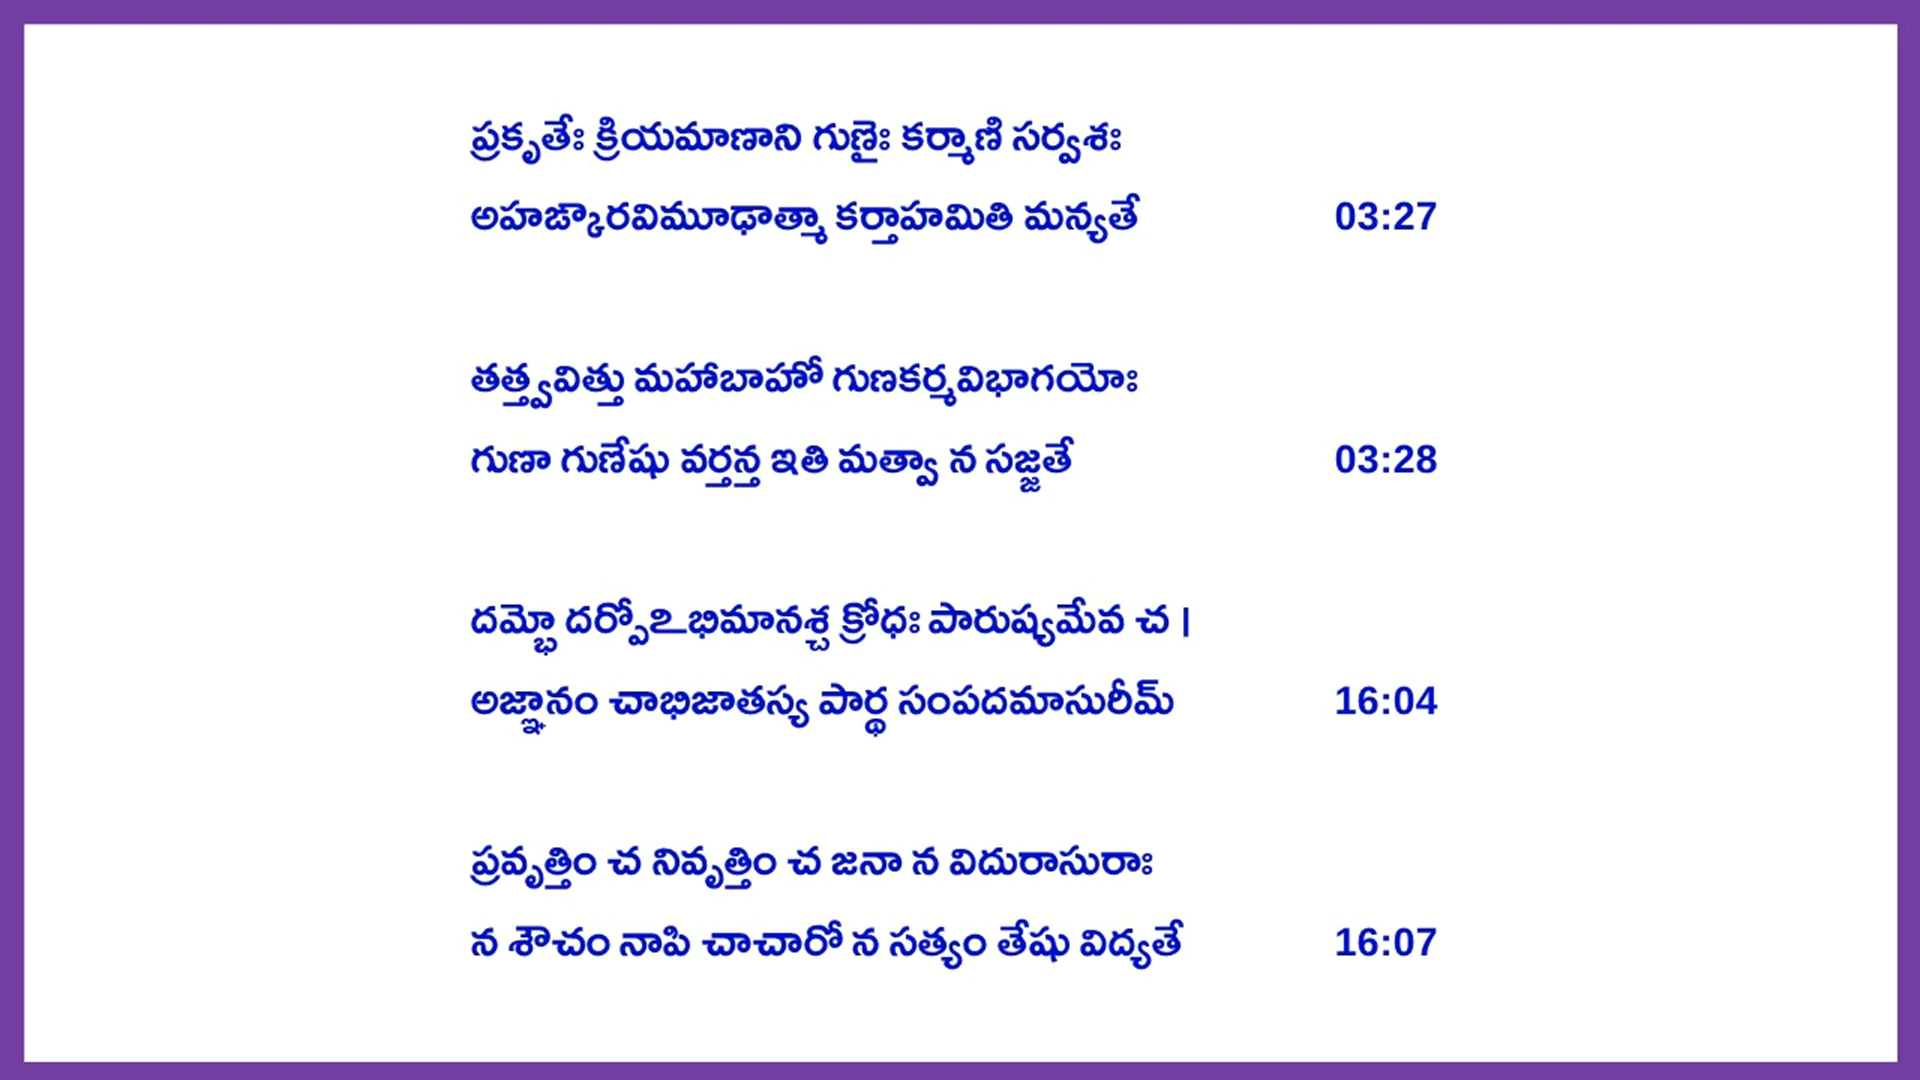 ప్రకృతేః క్రియమాణాని గుణైః కర్మాణి సర్వశః
అహఙ్కారవిమూఢాత్మా కర్తాహమితి మన్యతే 03:27
తత్త్వవిత్తు మహాబాహో గుణకర్మవిభాగయోః
గుణా గుణేషు వర్తన్త ఇతి మత్వా న సజ్జతే 03:28
దమ్భో దర్పోఽభిమానశ్చ క్రోధః పారుష్యమేవ చ |
అజ్ఞానం చాభిజాతస్య పార్థ సంపదమాసురీమ్ 16:04
ప్రవృత్తిం చ నివృత్తిం చ జనా న విదురాసురాః
న శౌచం నాపి చాచారో న సత్యం తేషు విద్యతే 16:07